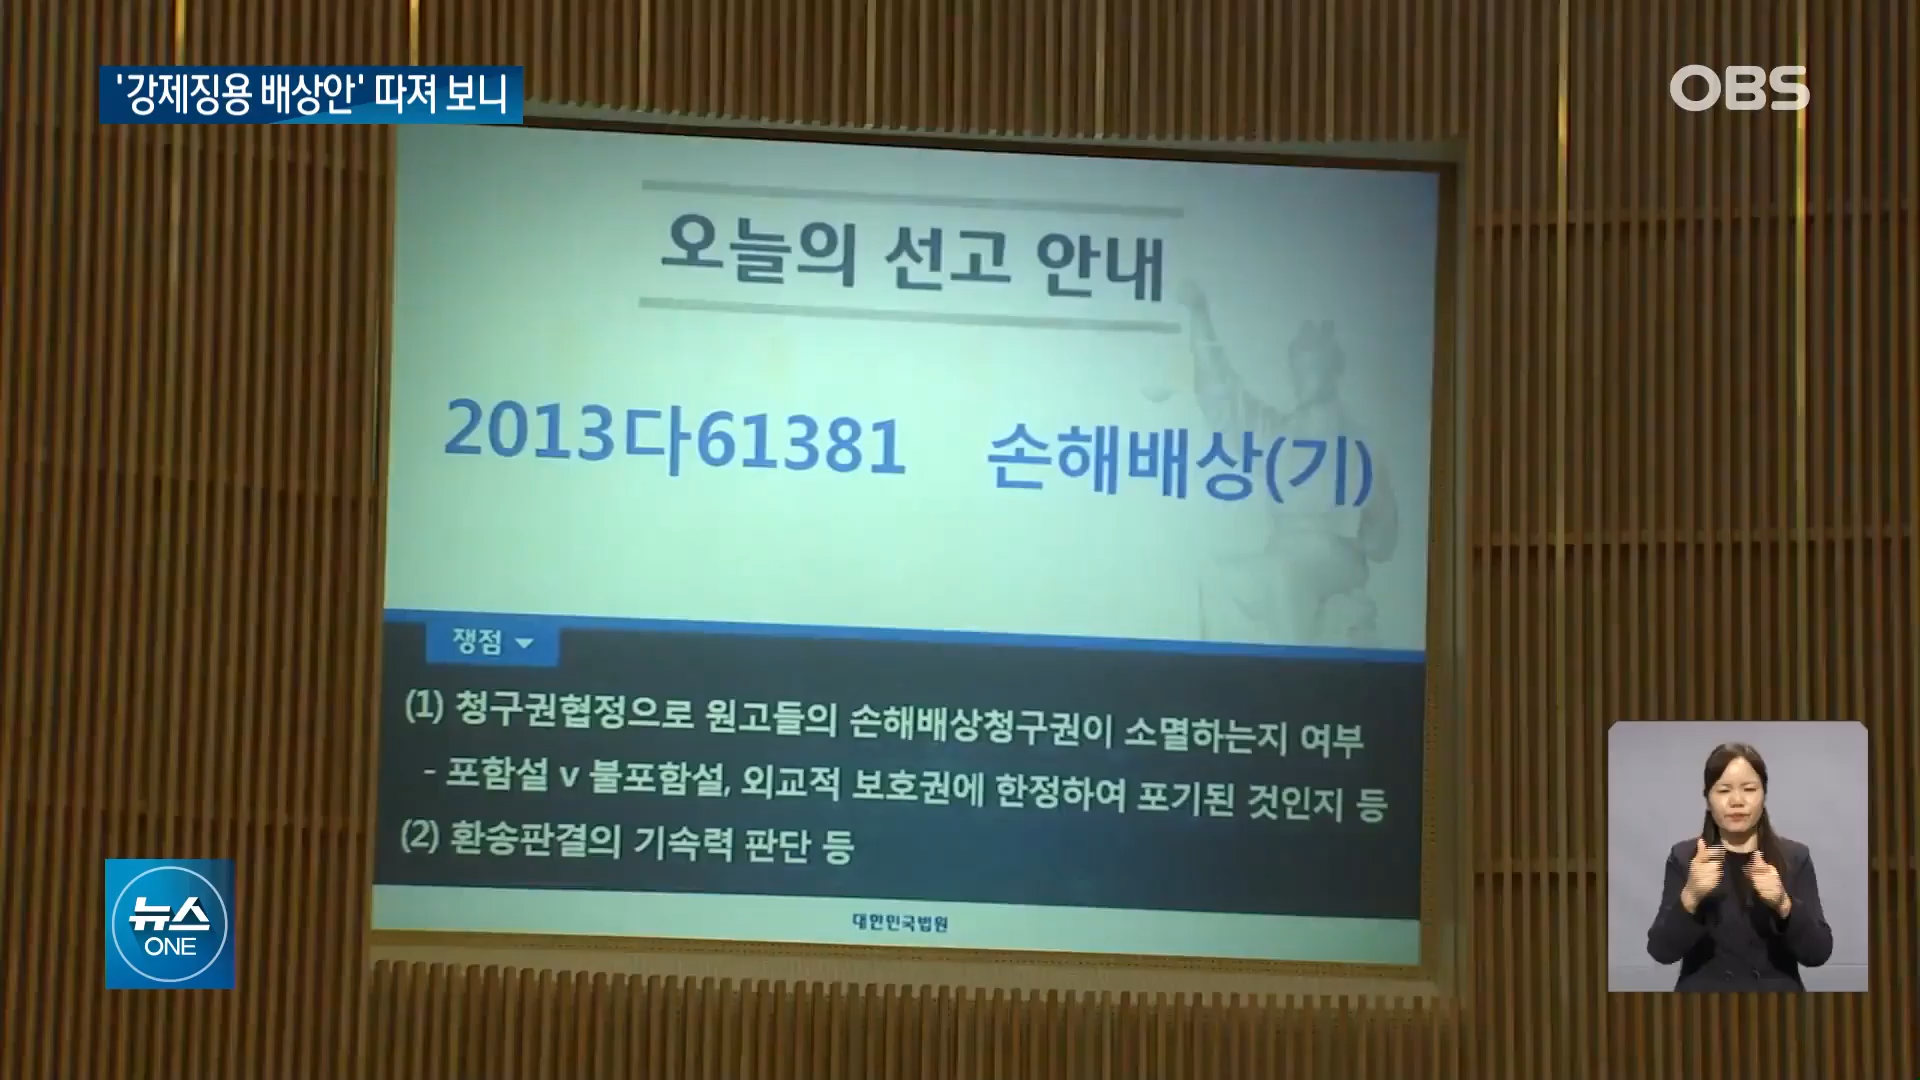 '강제징용 배상안' 따져 보니
OBS
오늘의 선고 안내
2013다61381 손해배상(기)
쟁점
(1) 청구권협정으로 원고들의 손해배상청구권이 소멸하는지 여부
- 포함설 v 불포함설, 외교적 보호권에 한정하여 포기된 것인지 등
(2) 환송판결의 기속력 판단 등
대한민국법원
뉴스
ONE